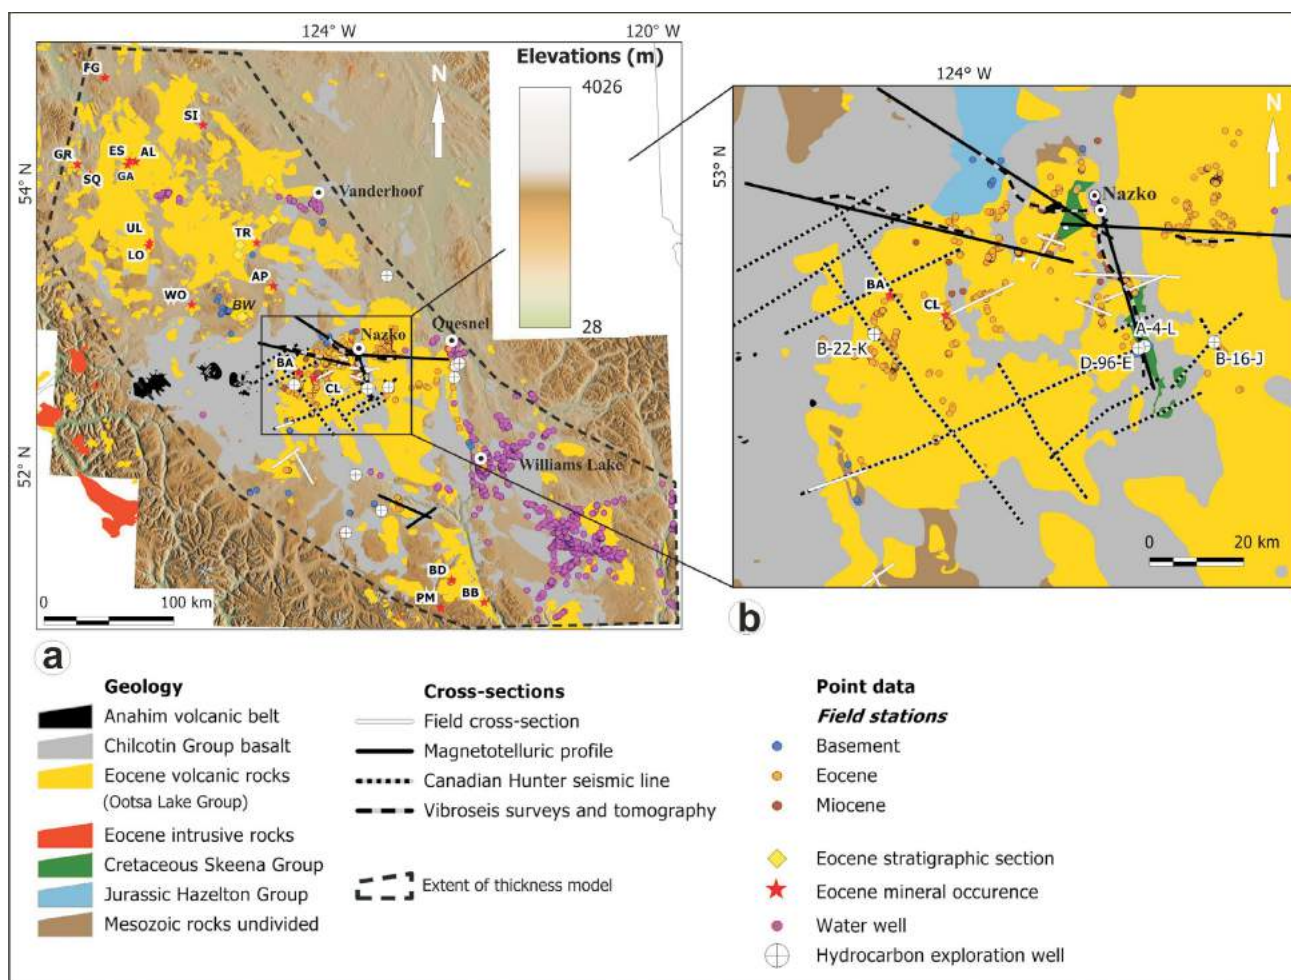 124° W
120° W
Elevations (m)
4026
28
N
FG
SI
GR
ES
AL
SQ
GA
54° N
Vanderhoof
UL
LO
TR
AP
WO
BW
Quesnel
Nazko
BA
CL
52° N
Williams Lake
BD
PM
BB
0
100 km
a
124° W
N
53° N
Nazko
BA
CL
B-22-K
A-4-L
D-96-E
B-16-J
0
20 km
b
Geology
Anahim volcanic belt
Chilcotin Group basalt
Eocene volcanic rocks
(Ootsa Lake Group)
Eocene intrusive rocks
Cretaceous Skeena Group
Jurassic Hazelton Group
Mesozoic rocks undivided
Cross-sections
Field cross-section
Magnetotelluric profile
Canadian Hunter seismic line
Vibroseis surveys and tomography
Extent of thickness model
Point data
Field stations
Basement
Eocene
Miocene
Eocene stratigraphic section
Eocene mineral occurence
Water well
Hydrocarbon exploration well